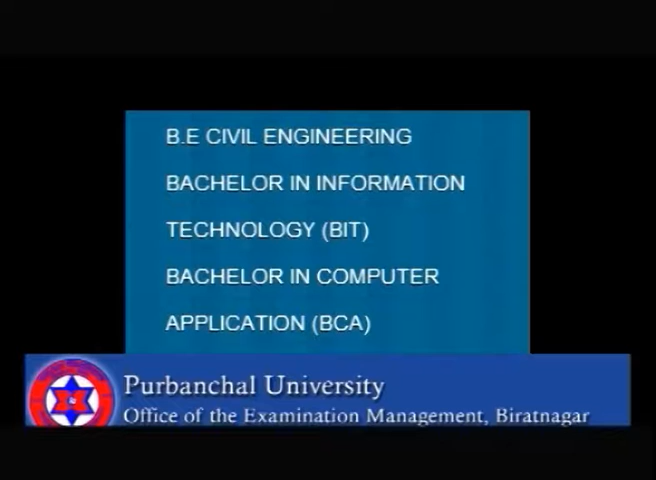 B.E CIVIL ENGINEERING
BACHELOR IN INFORMATION
TECHNOLOGY (BIT)
BACHELOR IN COMPUTER
APPLICATION (BCA)
Purbanchal University
Office of the Examination Management, Biratnagar